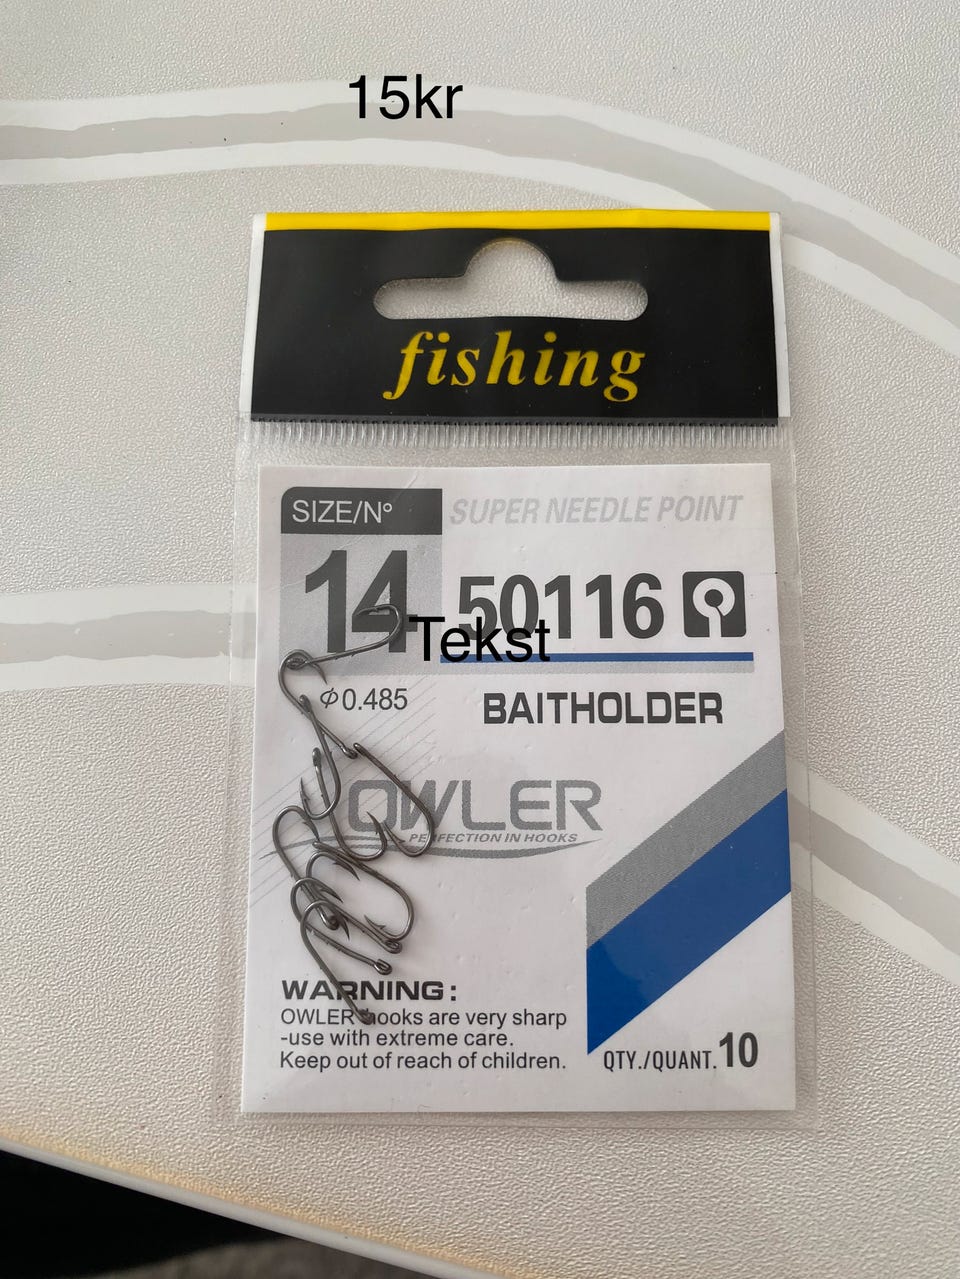 15kr
fishing
SIZE/Nº
SUPER NEEDLE POINT
14
50116
Tekst
Φ0.485
BAITHOLDER
OWLER
PERFECTION IN HOOKS
WARNING:
OWLER hooks are very sharp
-use with extreme care.
Keep out of reach of children.
QTY./QUANT.10